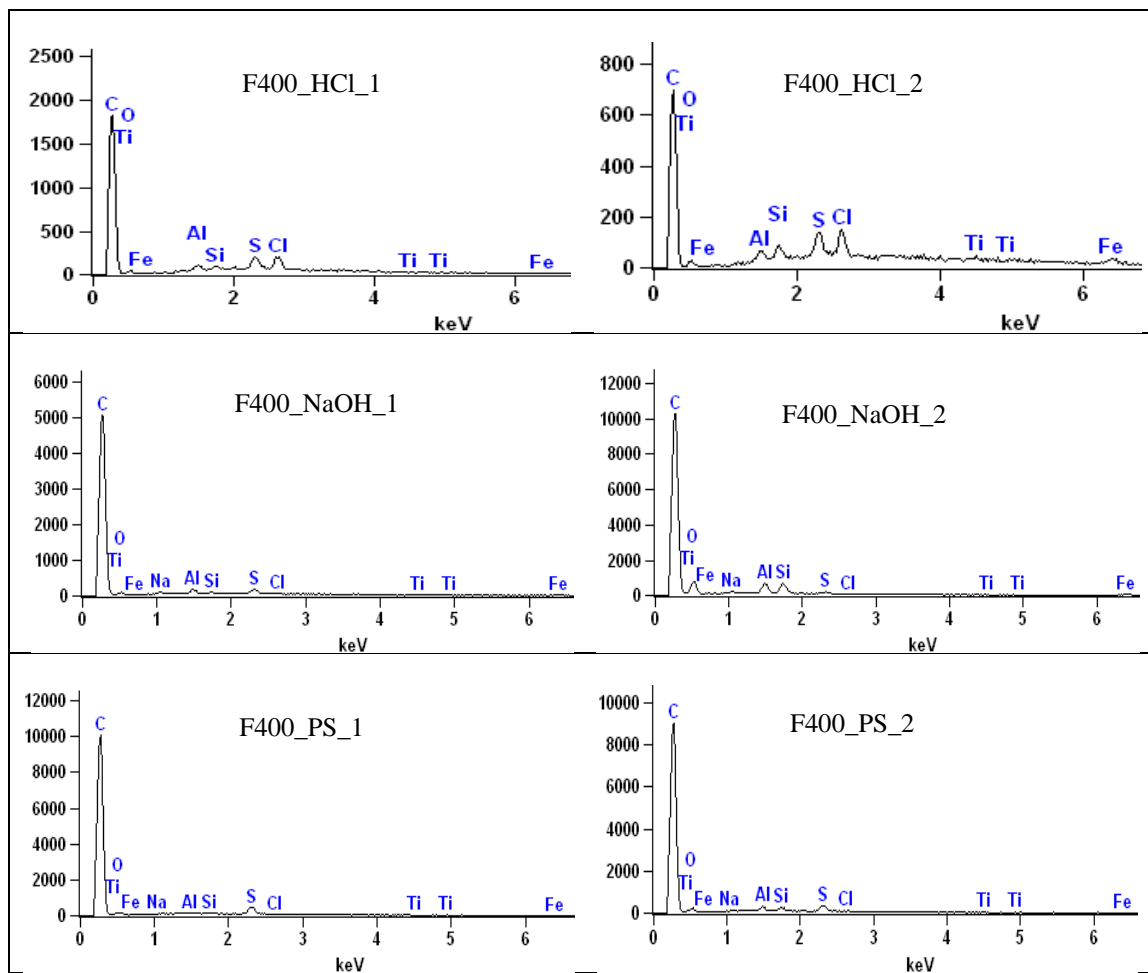 F400_HCl_1
2500
2000
1500
1000
500
0
C
O
Ti
Fe
Al
Si
S
Cl
Ti
Ti
Fe
0
2
4
6
keV
F400_HCl_2
800
600
400
200
0
C
O
Ti
Fe
Al
Si
S
Cl
Ti
Ti
Fe
0
2
4
6
keV
F400_NaOH_1
6000
5000
4000
3000
2000
1000
0
C
O
Ti
Fe
Na
Al
Si
S
Cl
Ti
Ti
Fe
0
1
2
3
4
5
6
keV
F400_NaOH_2
12000
10000
8000
6000
4000
2000
0
C
O
Ti
Fe
Na
Al
Si
S
Cl
Ti
Ti
Fe
0
1
2
3
4
5
6
keV
F400_PS_1
12000
10000
8000
6000
4000
2000
0
C
O
Ti
Fe
Na
Al
Si
S
Cl
Ti
Ti
Fe
0
1
2
3
4
5
6
keV
F400_PS_2
10000
8000
6000
4000
2000
0
C
O
Ti
Fe
Na
Al
Si
S
Cl
Ti
Ti
Fe
0
1
2
3
4
5
6
keV